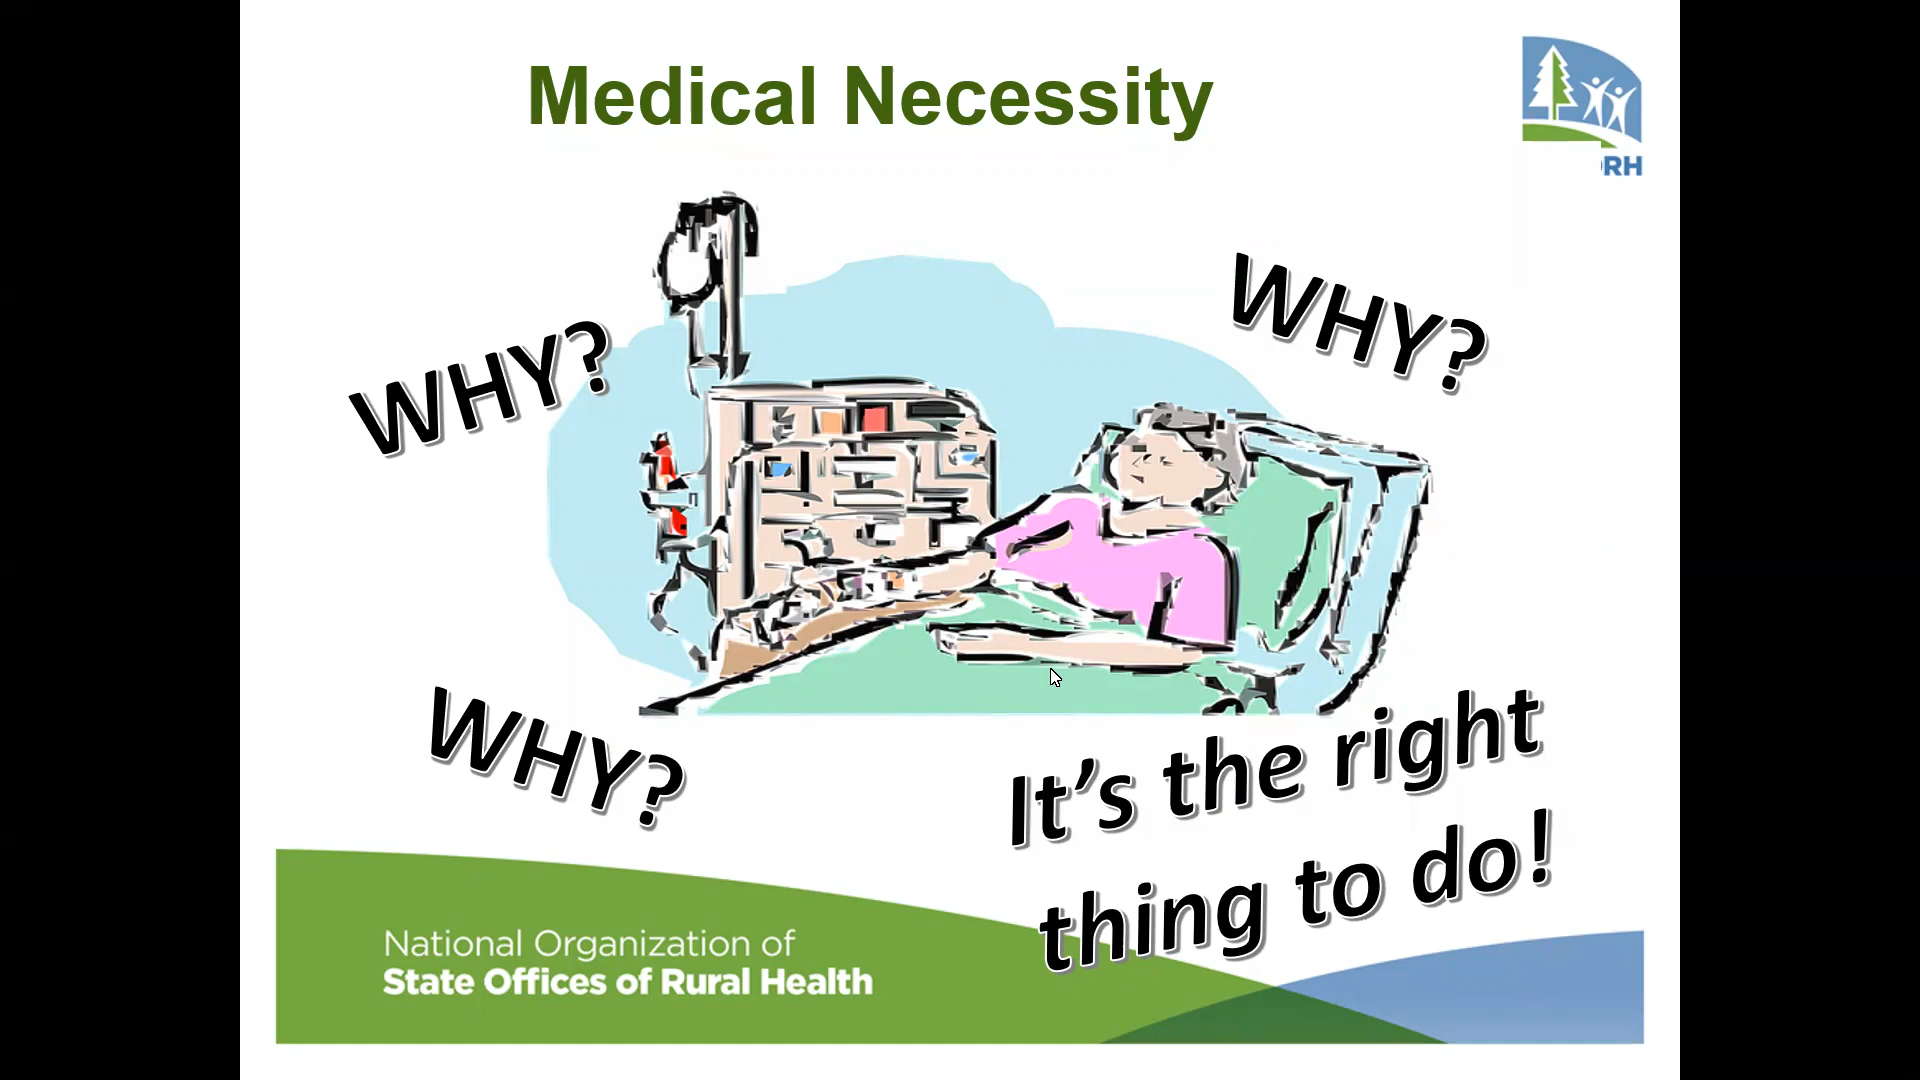 Medical Necessity
RH
WHY?
WHY?
WHY?
It's the right
thing to do!
National Organization of
State Offices of Rural Health